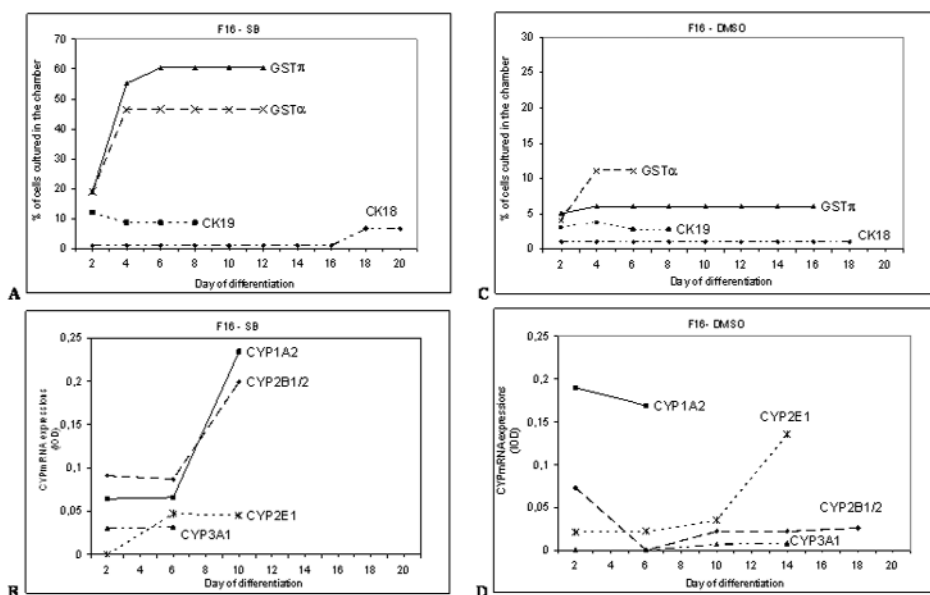 F16 - SB
% of cells cultured in the chamber
80
70
60
50
40
30
20
10
0
GSTπ
GSTα
CK19
CK18
2 4 6 8 10 12 14 16 18 20
Day of differentiation
A
F16 - DMSO
% of cells cultured in the chamber
30
25
20
15
10
5
0
GSTα
GSTπ
CK19
CK18
2 4 6 8 10 12 14 16 18 20
Day of differentiation
C
F16 - SB
CYPmRNA expressions
(IOD)
0,25
0,2
0,15
0,1
0,05
0
CYP1A2
CYP2B1/2
CYP2E1
CYP3A1
2 4 6 8 10 12 14 16 18 20
Day of differentiation
B
F16- DMSO
CYPmRNA expressions
(IOD)
0,25
0,2
0,15
0,1
0,05
0
CYP1A2
CYP2E1
CYP2B1/2
CYP3A1
2 4 6 8 10 12 14 16 18 20
Day of differentiation
D